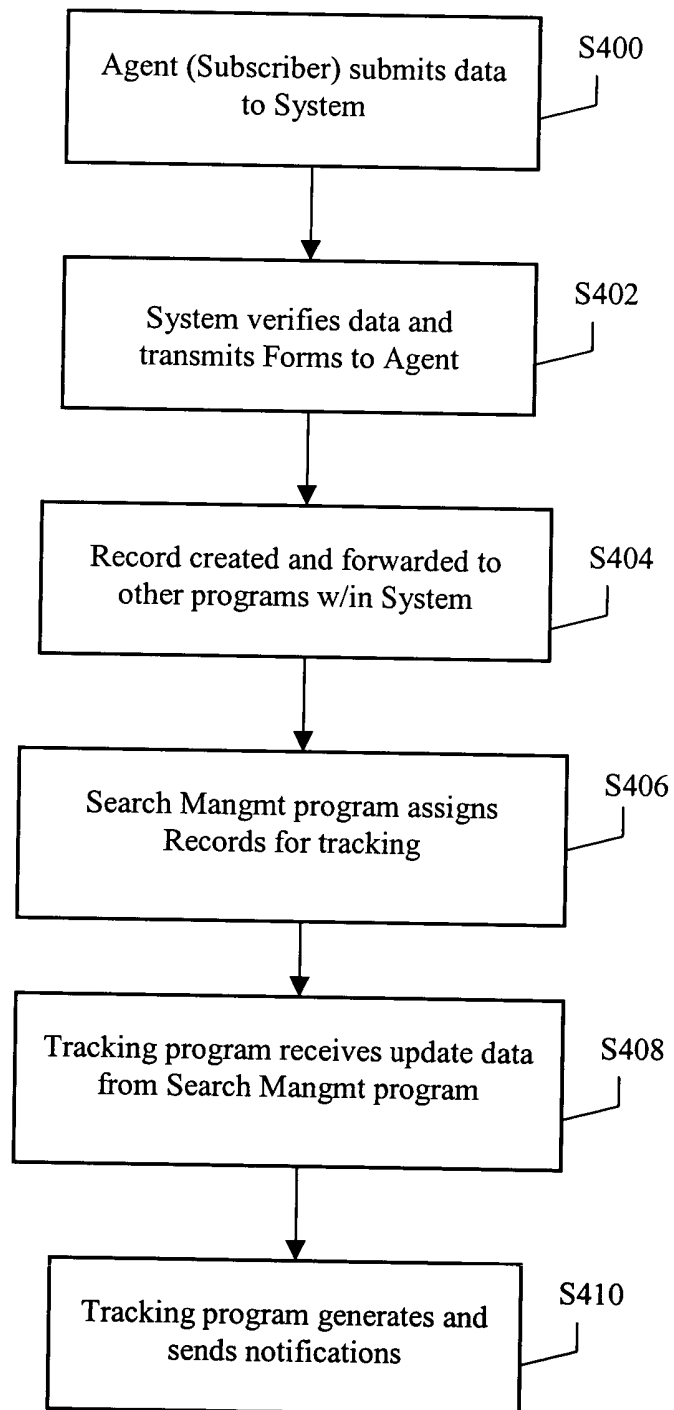 Agent (Subscriber) submits data
to System
S400
System verifies data and
transmits Forms to Agent
S402
Record created and forwarded to
other programs w/in System
S404
Search Mangmt program assigns
Records for tracking
S406
Tracking program receives update data
from Search Mangmt program
S408
Tracking program generates and
sends notifications
S410